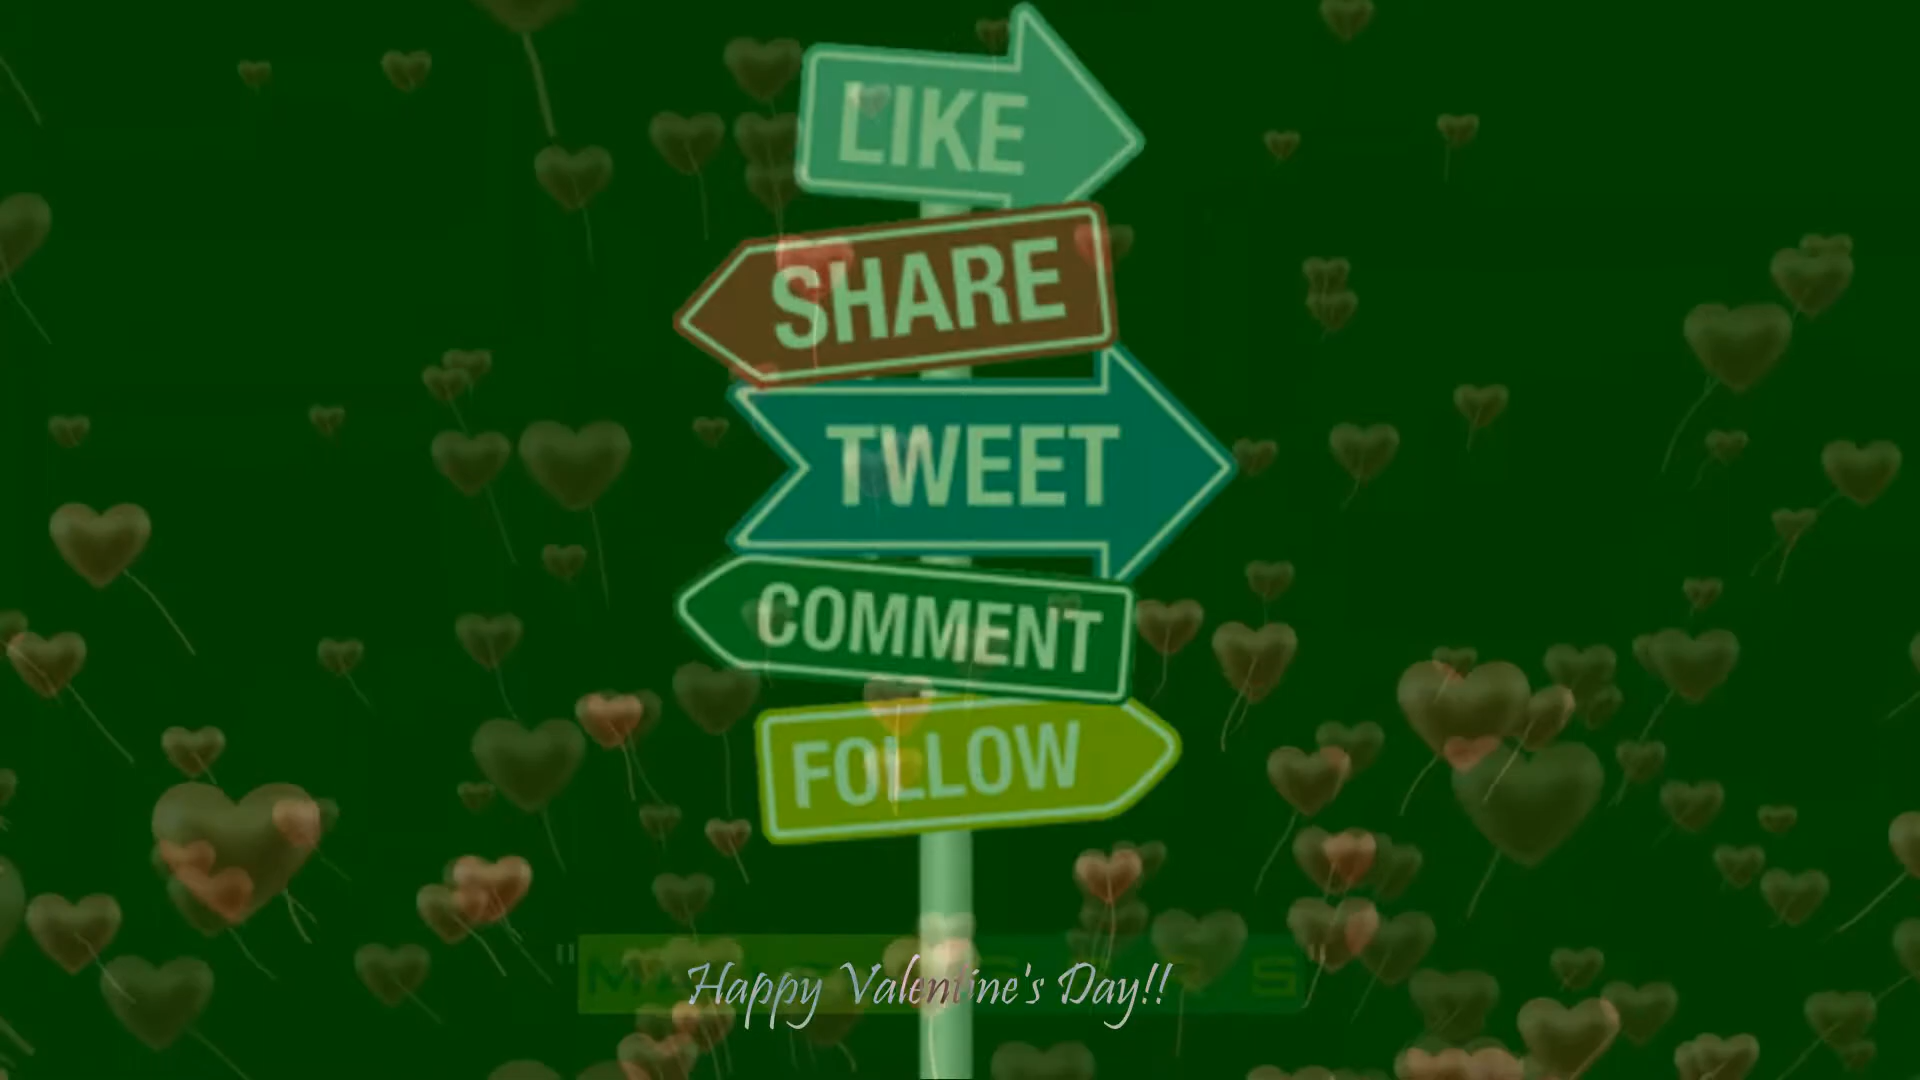 LIKE
SHARE
TWEET
COMMENT
FOLLOW
Happy Valentine's Day!!